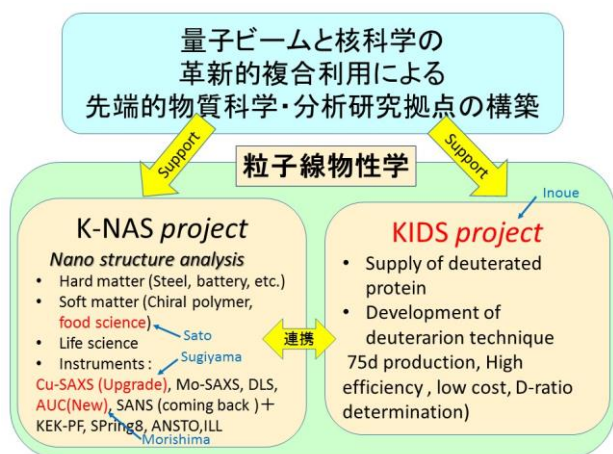 量子ビームと核科学の
革新的複合利用による
先端的物質科学・分析研究拠点の構築
Support
Support
粒子線物性学
K-NAS project
Nano structure analysis
• Hard matter (Steel, battery, etc.)
• Soft matter (Chiral polymer,
food science)
Sato
• Life science
Sugiyama
• Instruments :
Cu-SAXS (Upgrade), Mo-SAXS, DLS,
AUC(New), SANS (coming back )＋
KEK-PF, SPring8, ANSTO,ILL
Morishima
連携
Inoue
KIDS project
• Supply of deuterated
protein
• Development of
deuterarion technique
75d production, High
efficiency , low cost, D-ratio
determination)